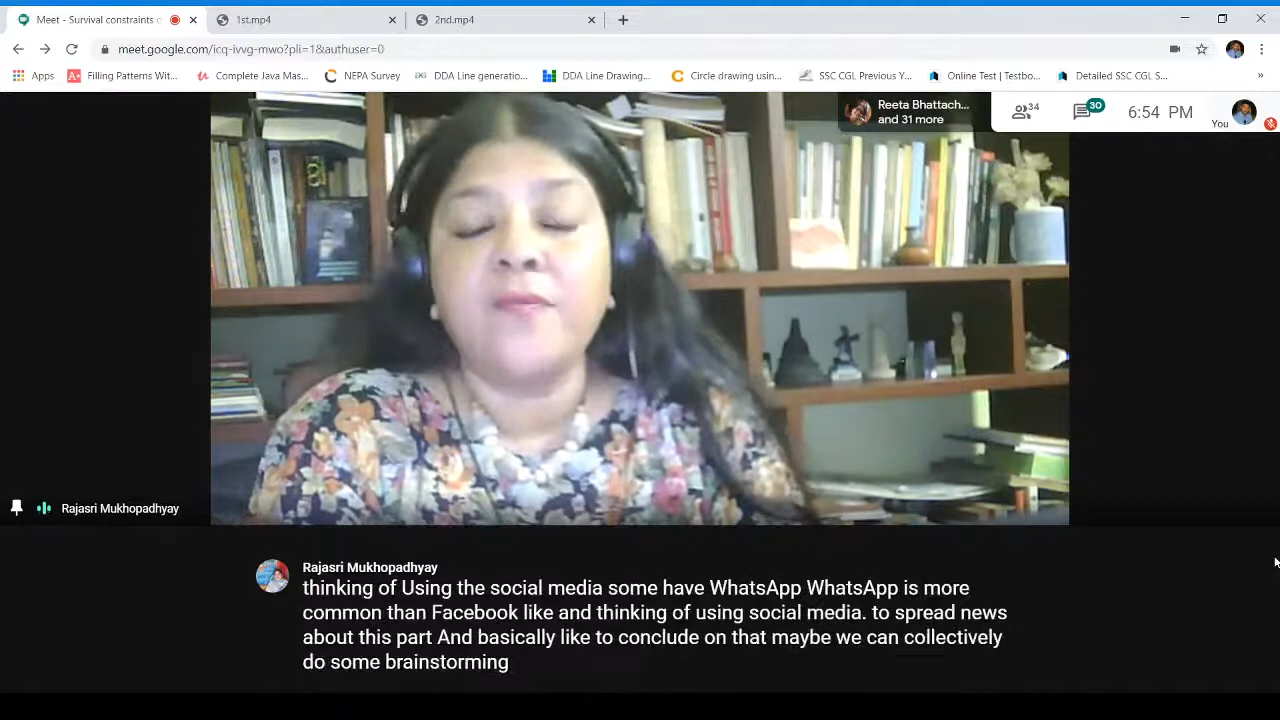 Meet - Survival constraints o
1st.mp4
2nd.mp4
meet.google.com/icq-ivvg-mwo?pli=1&authuser=0
Apps
Filling Patterns Wit...
Complete Java Mas...
NEPA Survey
DDA Line generatio...
DDA Line Drawing...
Circle drawing usin...
SSC CGL Previous Y...
Online Test | Testbo...
Detailed SSC CGL S...
»
Reeta Bhattach...
and 31 more
34
30
6:54 PM
You
Rajasri Mukhopadhyay
Rajasri Mukhopadhyay
thinking of Using the social media some have WhatsApp WhatsApp is more
common than Facebook like and thinking of using social media. to spread news
about this part And basically like to conclude on that maybe we can collectively
do some brainstorming